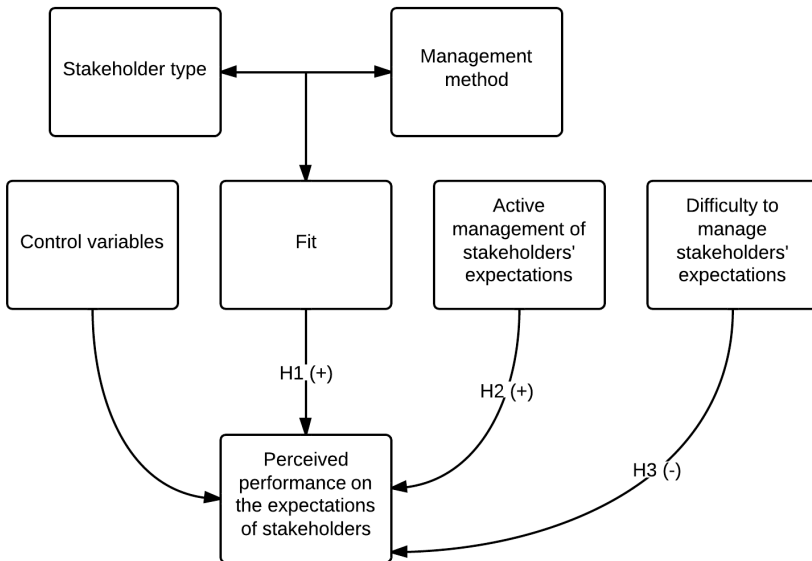 Stakeholder type
Management
method
Control variables
Fit
Active
management of
stakeholders'
expectations
Difficulty to
manage
stakeholders'
expectations
H1 (+)
H2 (+)
H3 (-)
Perceived
performance on
the expectations
of stakeholders